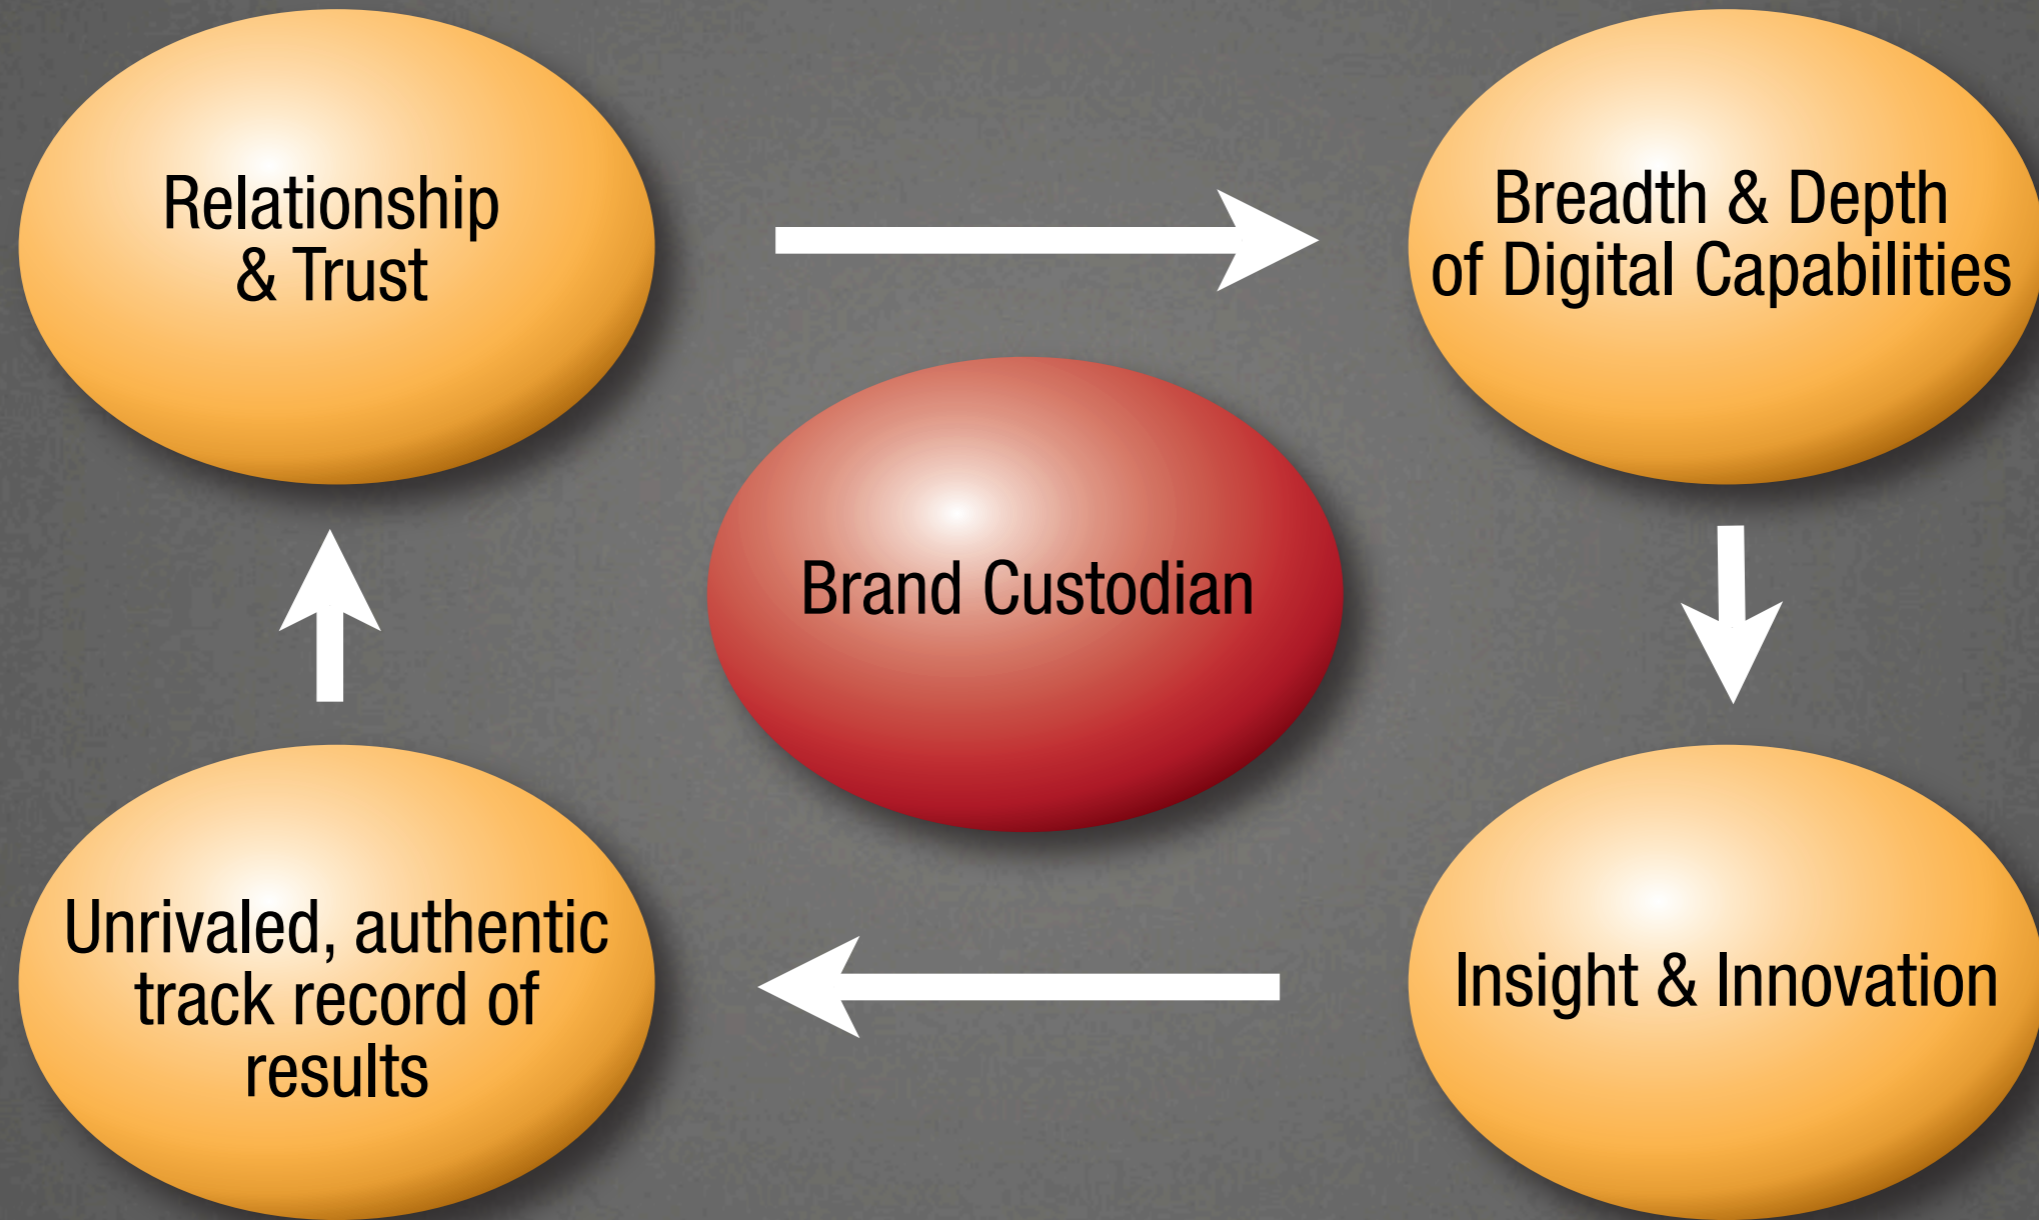 Relationship
& Trust
Breadth & Depth
of Digital Capabilities
Brand Custodian
Unrivaled, authentic
track record of
results
Insight & Innovation